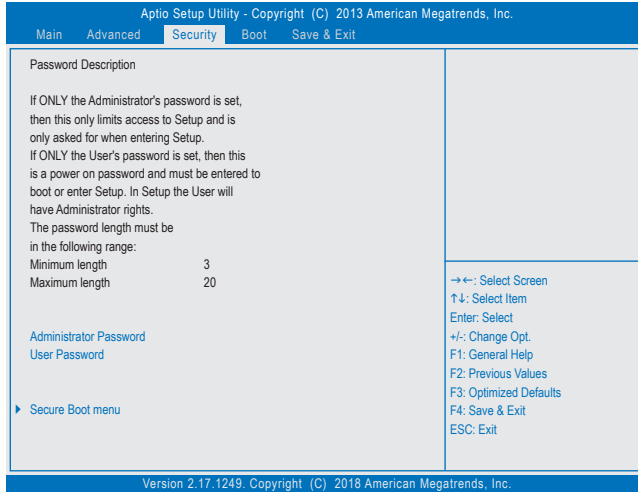 Aptio Setup Utility - Copyright (C) 2013 American Megatrends, Inc.
Main Advanced Security Boot Save & Exit
Password Description
If ONLY the Administrator's password is set,
then this only limits access to Setup and is
only asked for when entering Setup.
If ONLY the User's password is set, then this
is a power on password and must be entered to
boot or enter Setup. In Setup the User will
have Administrator rights.
The password length must be
in the following range:
Minimum length 3
Maximum length 20
Administrator Password
User Password
Secure Boot menu
→←: Select Screen
↑↓: Select Item
Enter: Select
+/-: Change Opt.
F1: General Help
F2: Previous Values
F3: Optimized Defaults
F4: Save & Exit
ESC: Exit
Version 2.17.1249. Copyright (C) 2018 American Megatrends, Inc.